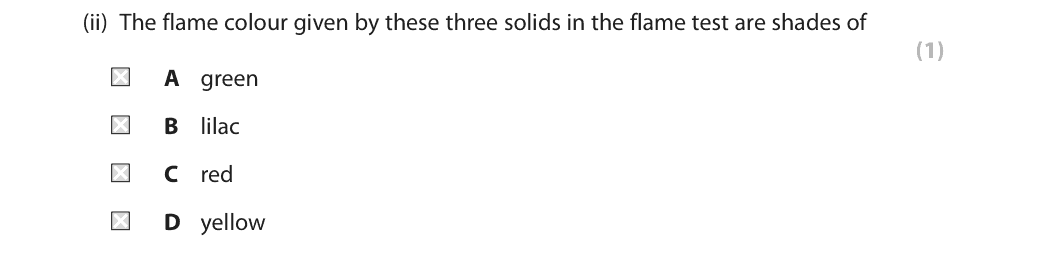 (ii) The flame colour given by these three solids in the flame test are shades of
(1)
A green
B lilac
C red
D yellow